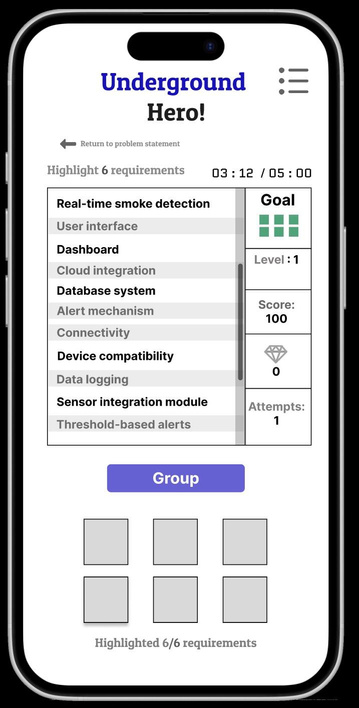 Underground
Hero!
Return to problem statement
Highlight 6 requirements
03:12 /05:00
Real-time smoke detection
User interface
Dashboard
Cloud integration
Database system
Alert mechanism
Connectivity
Device compatibility
Data logging
Sensor integration module
Threshold-based alerts
Goal
Level : 1
Score:
100
0
Attempts:
1
Group
Highlighted 6/6 requirements